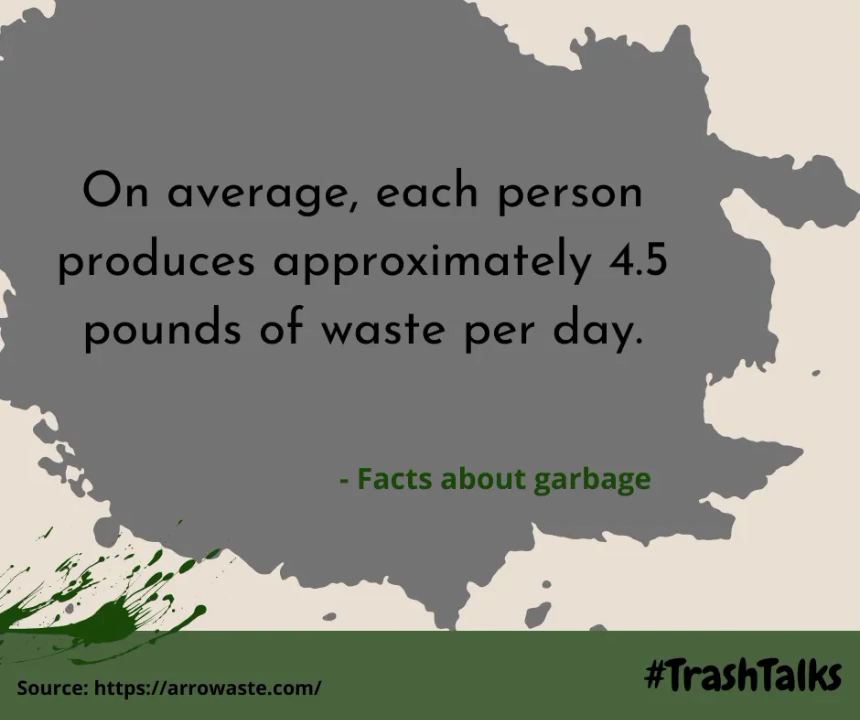 On average, each person
produces approximately 4.5
pounds of waste per day.
- Facts about garbage
Source: https://arrowaste.com/
#TrashTalks